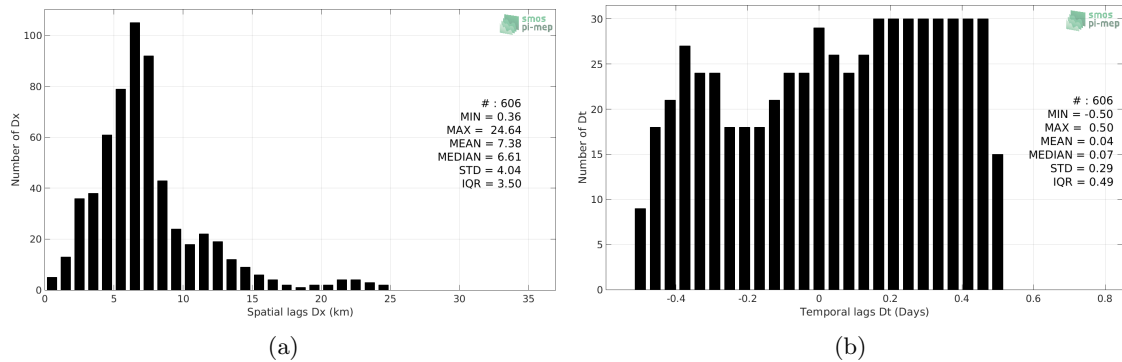 smos
pi-mep
Number of Dx
100
80
60
40
20
0
# : 606
MIN = 0.36
MAX = 24.64
MEAN = 7.38
MEDIAN = 6.61
STD = 4.04
IQR = 3.50
0 5 10 15 20 25 30 35
Spatial lags Dx (km)
(a)
smos
pi-mep
Number of Dt
30
25
20
15
10
5
0
# : 606
MIN = -0.50
MAX = 0.50
MEAN = 0.04
MEDIAN = 0.07
STD = 0.29
IQR = 0.49
-0.4 -0.2 0 0.2 0.4 0.6 0.8
Temporal lags Dt (Days)
(b)